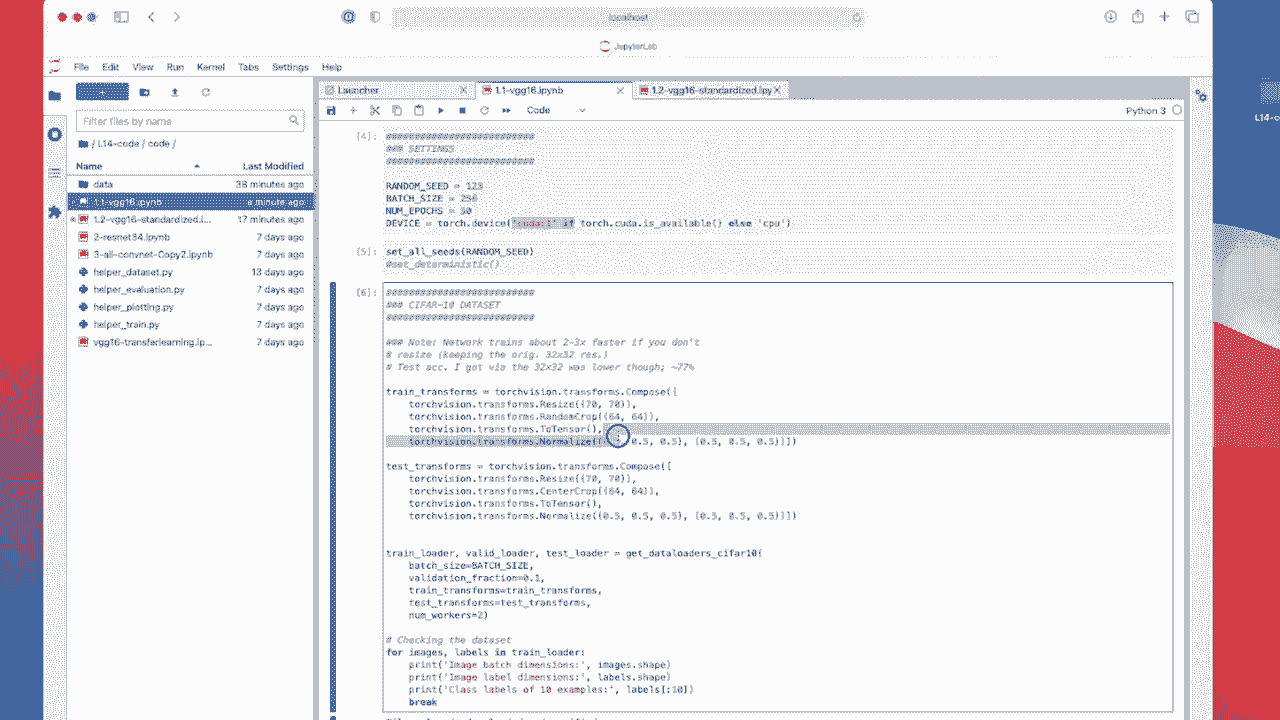 localhost
JupyterLab
File Edit View Run Kernel Tabs Settings Help
Launcher
1.1-vgg16.ipynb
1.2-vgg16-standardized.ipy
Code
Python 3
Filter files by name
/ L14-code / code /
Name Last Modified
data 38 minutes ago
1.1-vgg16.ipynb a minute ago
1.2-vgg16-standardized.i... 17 minutes ago
2-resnet34.ipynb 7 days ago
3-all-convnet-Copy2.ipynb 7 days ago
helper_dataset.py 13 days ago
helper_evaluation.py 7 days ago
helper_plotting.py 7 days ago
helper_train.py 7 days ago
vgg16-transferlearning.ip... 7 days ago
[4]: ##########################
### SETTINGS
##########################
RANDOM_SEED = 123
BATCH_SIZE = 256
NUM_EPOCHS = 50
DEVICE = torch.device('cuda:1' if torch.cuda.is_available() else 'cpu')
[5]: set_all_seeds(RANDOM_SEED)
#set_deterministic()
[6]: ##########################
### CIFAR-10 DATASET
##########################
### Note: Network trains about 2-3x faster if you don't
# resize (keeping the orig. 32x32 res.)
# Test acc. I got via the 32x32 was lower though; ~77%
train_transforms = torchvision.transforms.Compose([
torchvision.transforms.Resize((70, 70)),
torchvision.transforms.RandomCrop((64, 64)),
torchvision.transforms.ToTensor(),
torchvision.transforms.Normalize(( 0.5, 0.5), (0.5, 0.5, 0.5))])
test_transforms = torchvision.transforms.Compose([
torchvision.transforms.Resize((70, 70)),
torchvision.transforms.CenterCrop((64, 64)),
torchvision.transforms.ToTensor(),
torchvision.transforms.Normalize((0.5, 0.5, 0.5), (0.5, 0.5, 0.5))])
train_loader, valid_loader, test_loader = get_dataloaders_cifar10(
batch_size=BATCH_SIZE,
validation_fraction=0.1,
train_transforms=train_transforms,
test_transforms=test_transforms,
num_workers=2)
# Checking the dataset
for images, labels in train_loader:
print('Image batch dimensions:', images.shape)
print('Image label dimensions:', labels.shape)
print('Class labels of 10 examples:', labels[:10])
break